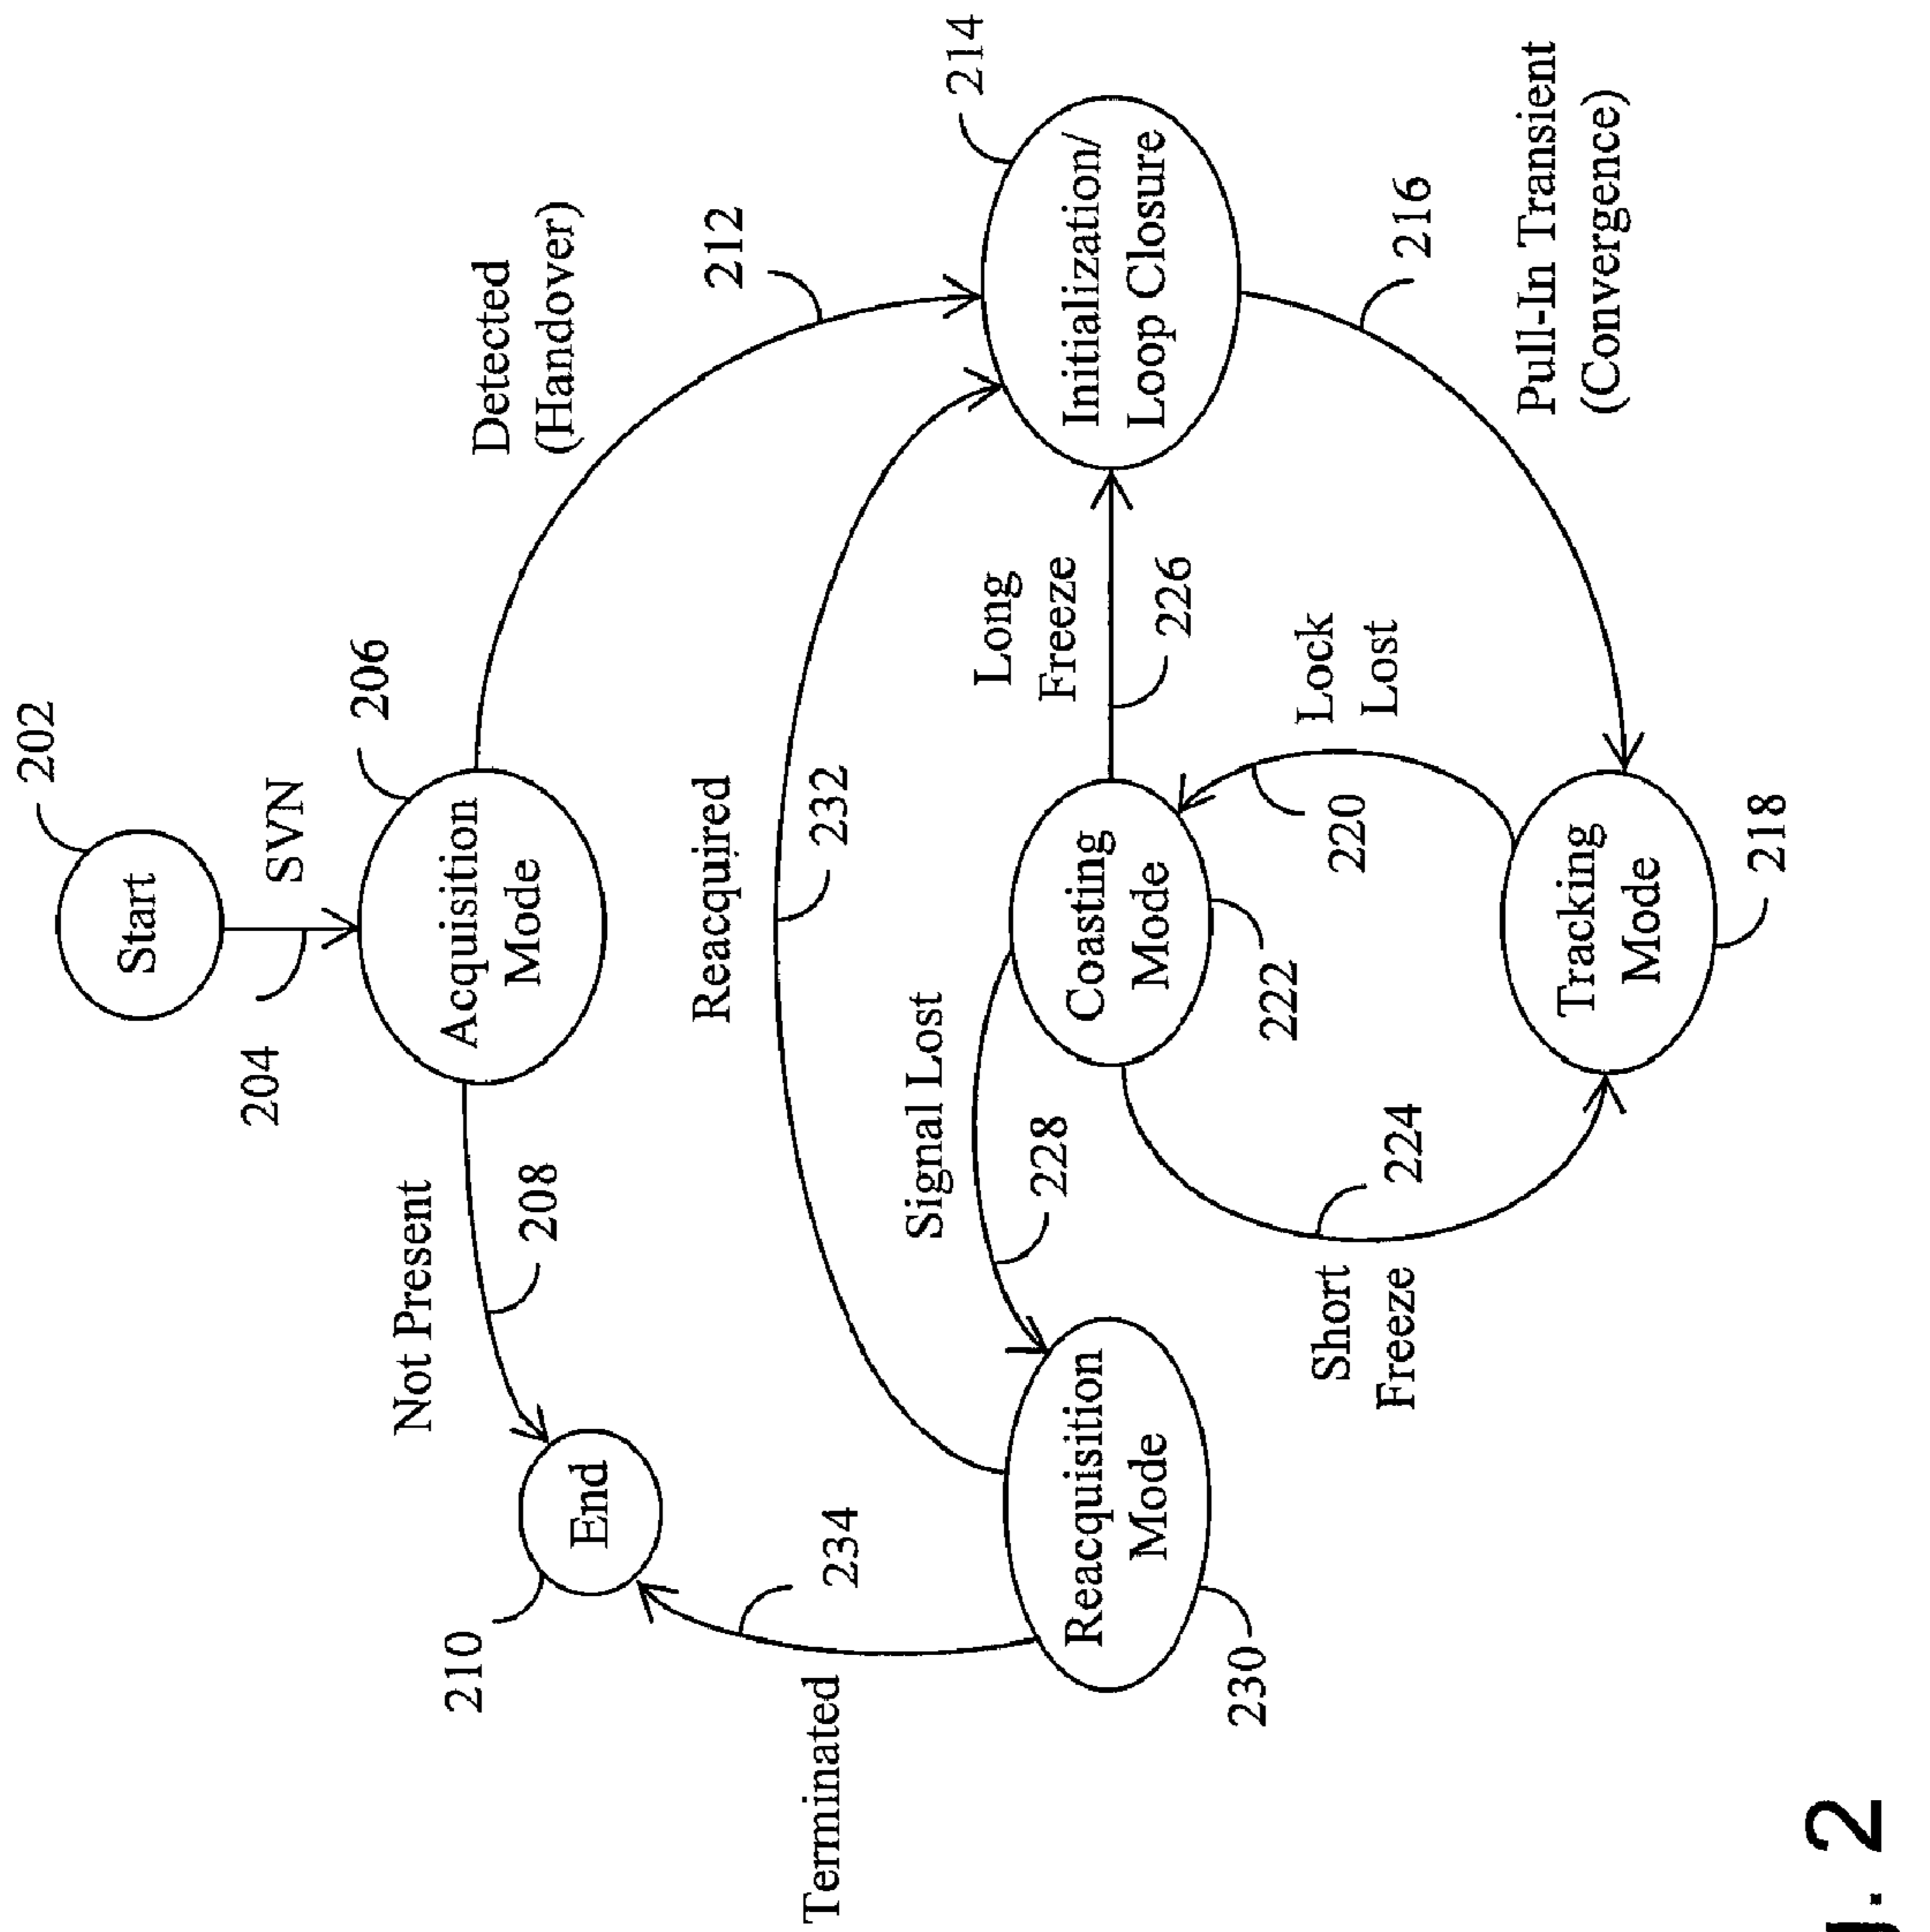 202
Start
204
SVN
206
Acquisition
Mode
Not Present
208
Detected
(Handover)
210
End
212
Reacquired
232
214
Initialization/
Loop Closure
Terminated
234
Signal Lost
228
Long
Freeze
226
Coasting
Mode
222
Reacquisition
Mode
230
Short
Freeze
224
220
Lock
Lost
216
Pull-In Transient
(Convergence)
Tracking
Mode
218
. 2